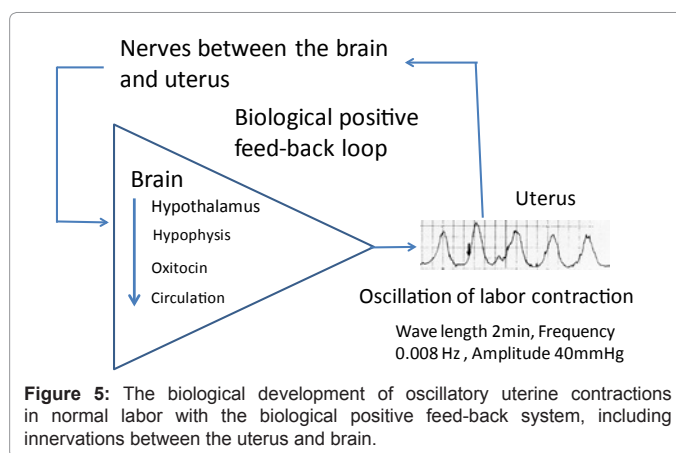 Nerves between the brain
and uterus
Biological positive
feed-back loop
Brain
Hypothalamus
Hypophysis
Oxitocin
Circulation
Uterus
Oscillation of labor contraction
Wave length 2min, Frequency
0.008 Hz , Amplitude 40mmHg
Figure 5: The biological development of oscillatory uterine contractions
in normal labor with the biological positive feed-back system, including
innervations between the uterus and brain.